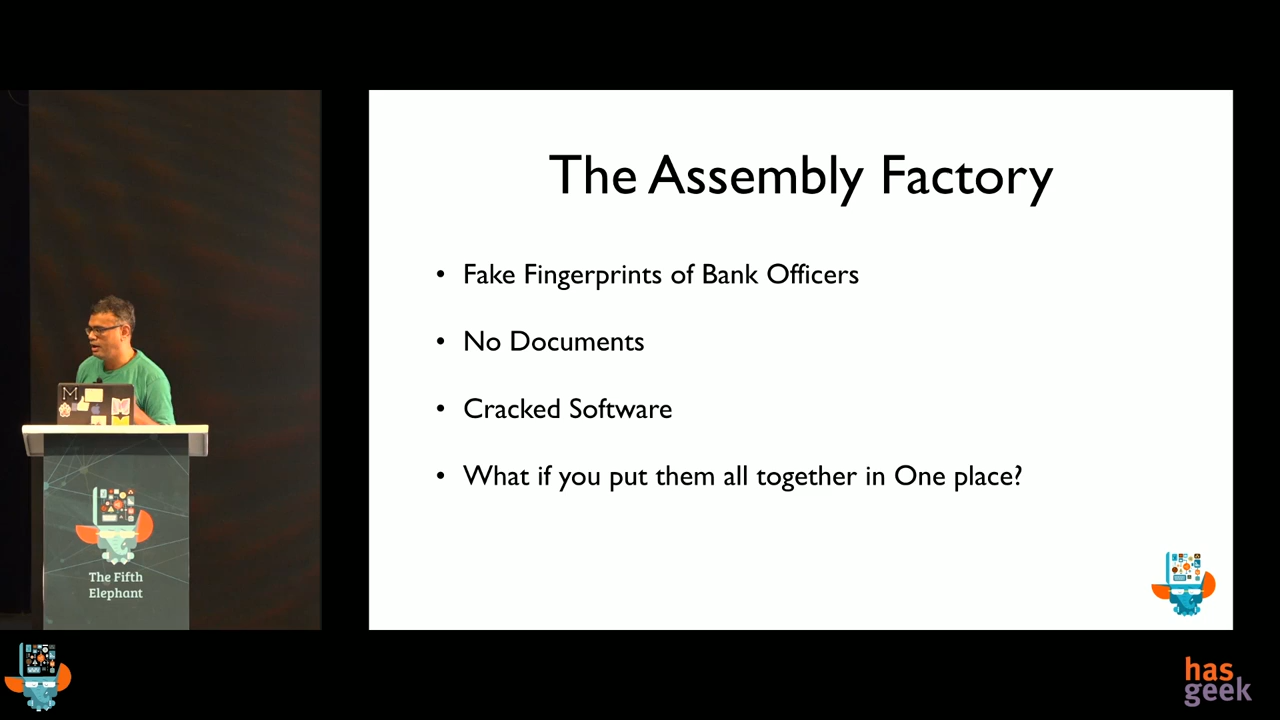 The Assembly Factory
• Fake Fingerprints of Bank Officers
• No Documents
• Cracked Software
• What if you put them all together in One place?
The Fifth
Elephant
has
geek